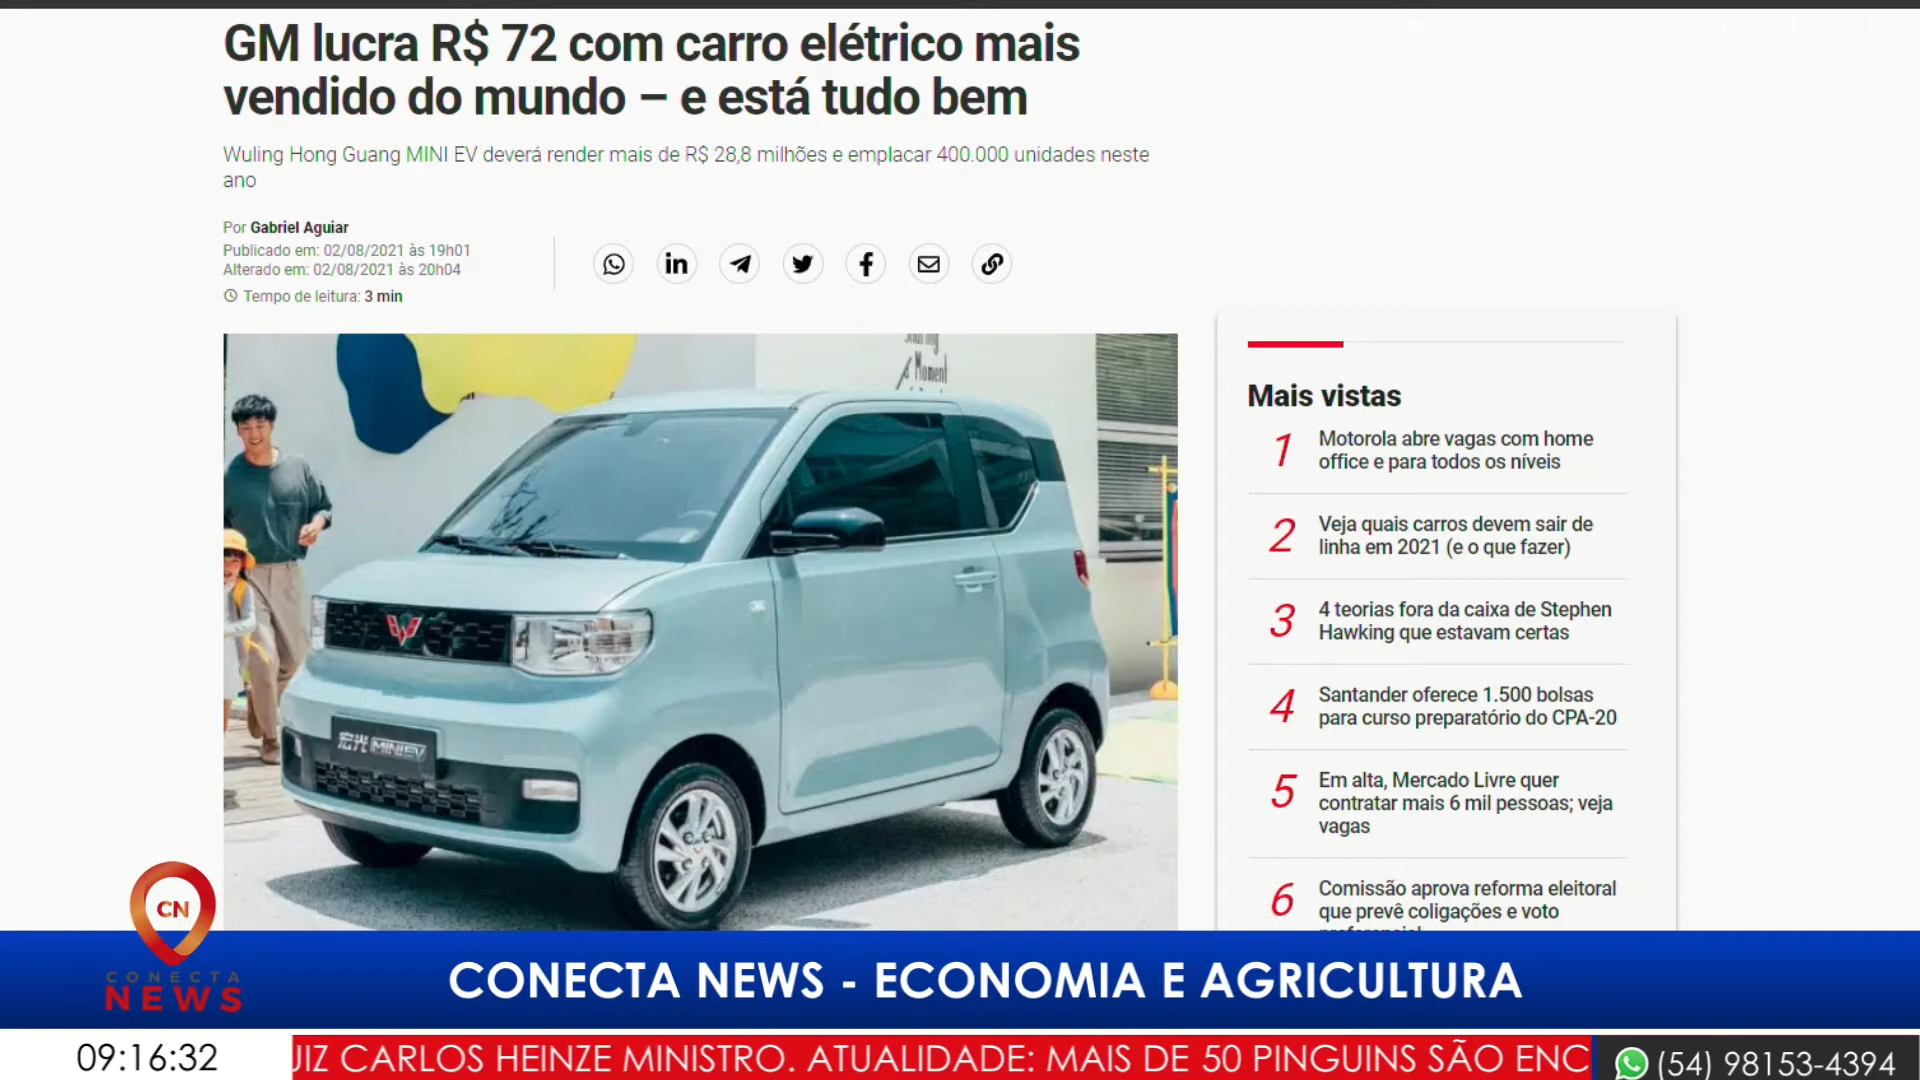 GM lucra R$ 72 com carro elétrico mais
vendido do mundo – e está tudo bem
Wuling Hong Guang MINI EV deverá render mais de R$ 28,8 milhões e emplacar 400.000 unidades neste
ano
Por Gabriel Aguiar
Publicado em: 02/08/2021 às 19h01
Alterado em: 02/08/2021 às 20h04
Tempo de leitura: 3 min
Moment
宏光 MINI EV
Mais vistas
1 Motorola abre vagas com home
office e para todos os níveis
2 Veja quais carros devem sair de
linha em 2021 (e o que fazer)
3 4 teorias fora da caixa de Stephen
Hawking que estavam certas
4 Santander oferece 1.500 bolsas
para curso preparatório do CPA-20
5 Em alta, Mercado Livre quer
contratar mais 6 mil pessoas; veja
vagas
6 Comissão aprova reforma eleitoral
que prevê coligações e voto
CN
CONECTA
NEWS
CONECTA NEWS - ECONOMIA E AGRICULTURA
09:16:32
UIZ CARLOS HEINZE MINISTRO. ATUALIDADE: MAIS DE 50 PINGUINS SÃO ENC
(54) 98153-4394